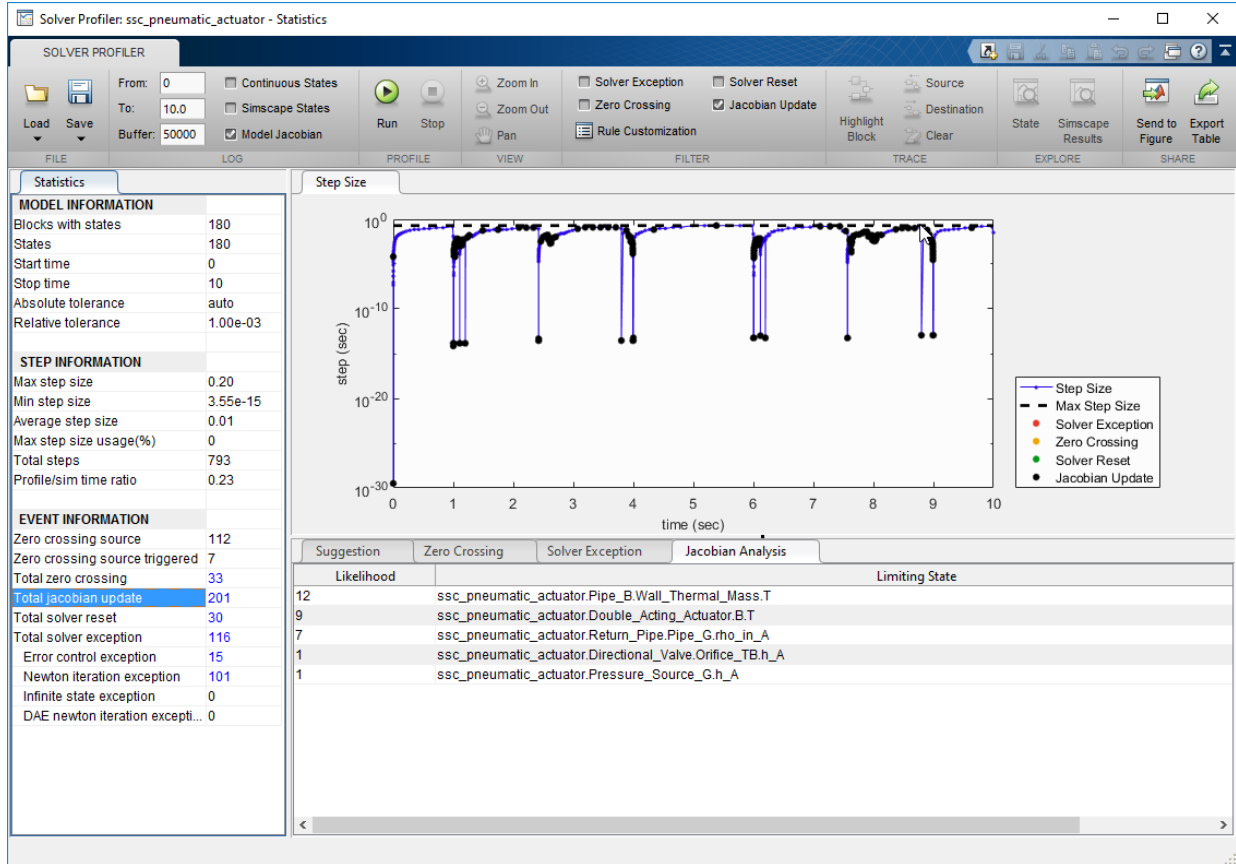 Solver Profiler: ssc_pneumatic_actuator - Statistics
SOLVER PROFILER
Load
Save
FILE
From: 0
To: 10.0
Buffer: 50000
Continuous States
Simscape States
Model Jacobian
LOG
Run
Stop
PROFILE
Zoom In
Zoom Out
Pan
VIEW
Solver Exception
Solver Reset
Zero Crossing
Jacobian Update
Rule Customization
FILTER
Highlight
Block
Source
Destination
Clear
TRACE
State
Simscape
Results
EXPLORE
Send to
Figure
Export
Table
SHARE
Statistics
MODEL INFORMATION
Blocks with states 180
States 180
Start time 0
Stop time 10
Absolute tolerance auto
Relative tolerance 1.00e-03
STEP INFORMATION
Max step size 0.20
Min step size 3.55e-15
Average step size 0.01
Max step size usage(%) 0
Total steps 793
Profile/sim time ratio 0.23
EVENT INFORMATION
Zero crossing source 112
Zero crossing source triggered 7
Total zero crossing 33
Total jacobian update 201
Total solver reset 30
Total solver exception 116
Error control exception 15
Newton iteration exception 101
Infinite state exception 0
DAE newton iteration excepti... 0
Step Size
10^0
10^-10
10^-20
10^-30
step (sec)
0 1 2 3 4 5 6 7 8 9 10
time (sec)
Step Size
Max Step Size
Solver Exception
Zero Crossing
Solver Reset
Jacobian Update
Suggestion
Zero Crossing
Solver Exception
Jacobian Analysis
Likelihood Limiting State
12 ssc_pneumatic_actuator.Pipe_B.Wall_Thermal_Mass.T
9 ssc_pneumatic_actuator.Double_Acting_Actuator.B.T
7 ssc_pneumatic_actuator.Return_Pipe.Pipe_G.rho_in_A
1 ssc_pneumatic_actuator.Directional_Valve.Orifice_TB.h_A
1 ssc_pneumatic_actuator.Pressure_Source_G.h_A